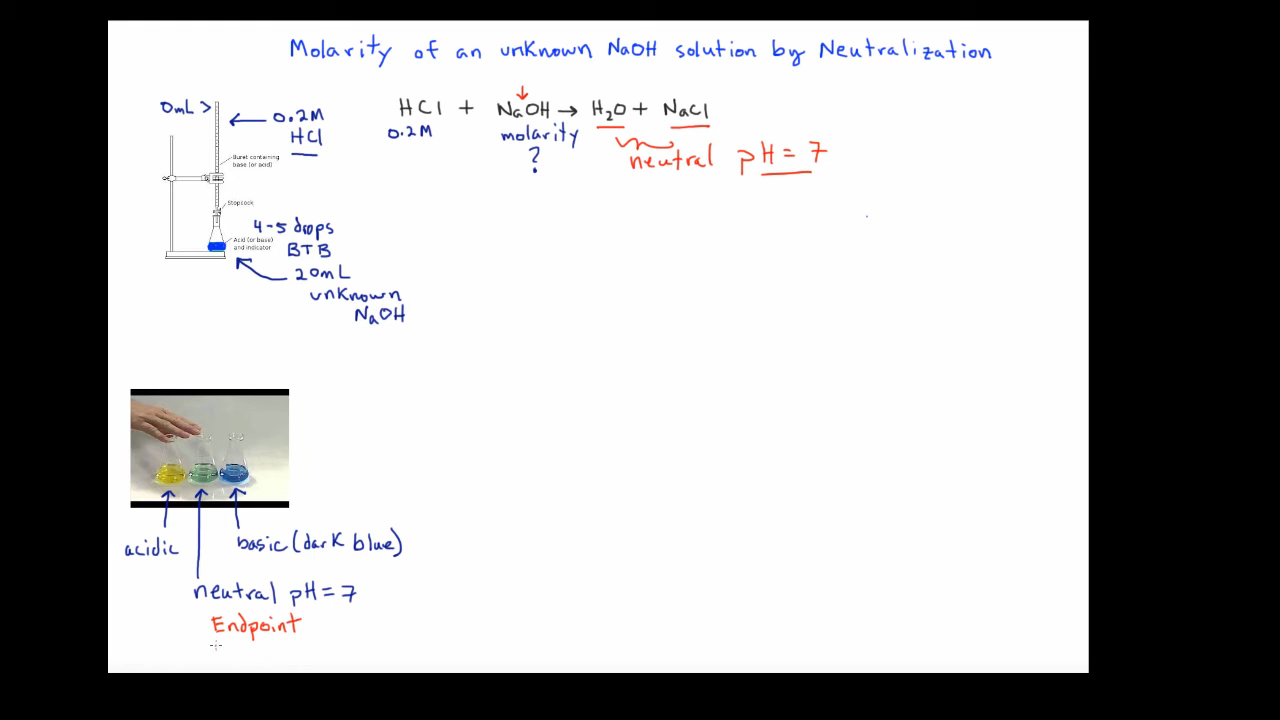 Molarity of an unknown NaOH solution by Neutralization
HCl + NaOH → H₂O + NaCl
0.2M
molarity
?
neutral pH = 7
0mL >
0.2M
HCl
Buret containing
base (or acid)
Stopcock
Acid (or base)
and indicator
4-5 drops
BTB
20mL
unknown
NaOH
acidic
basic (dark blue)
neutral pH = 7
Endpoint